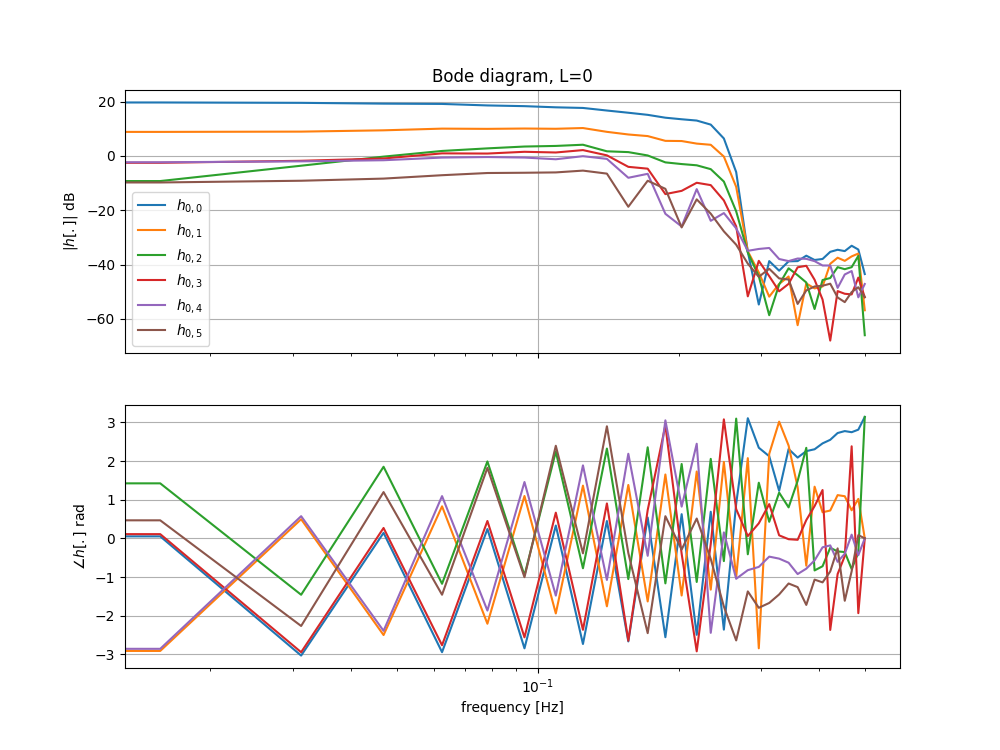 Bode diagram, L=0
|h[.]| dB
20
0
−20
−40
−60
h0,0
h0,1
h0,2
h0,3
h0,4
h0,5
∠h[.] rad
3
2
1
0
−1
−2
−3
10−1
frequency [Hz]